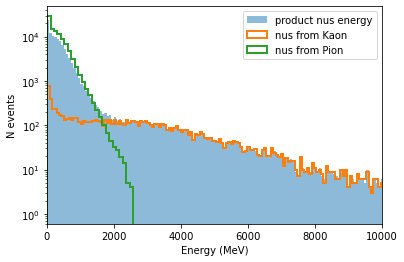 product nus energy
nus from Kaon
nus from Pion
N events
10⁴
10³
10²
10¹
10⁰
0 2000 4000 6000 8000 10000
Energy (MeV)